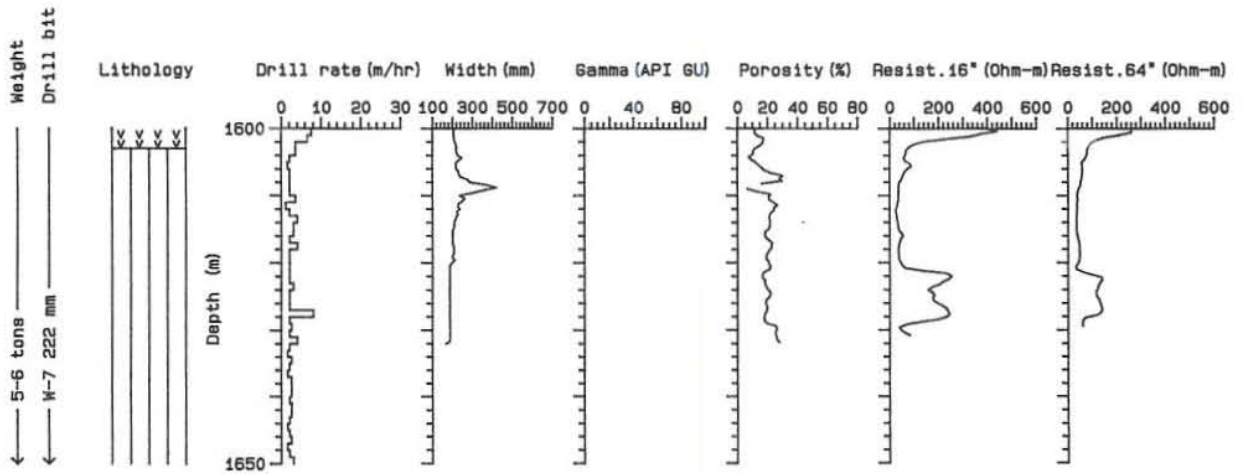 Weight
Drill bit
Lithology
Drill rate (m/hr)
Width (mm)
Gamma (API GU)
Porosity (%)
Resist.16" (Ohm-m)
Resist.64" (Ohm-m)
0 10 20 30
100 300 500 700
0 40 80
0 20 40 60 80
0 200 400 600
0 200 400 600
1600
Depth (m)
1650
5-6 tons
W-7 222 mm